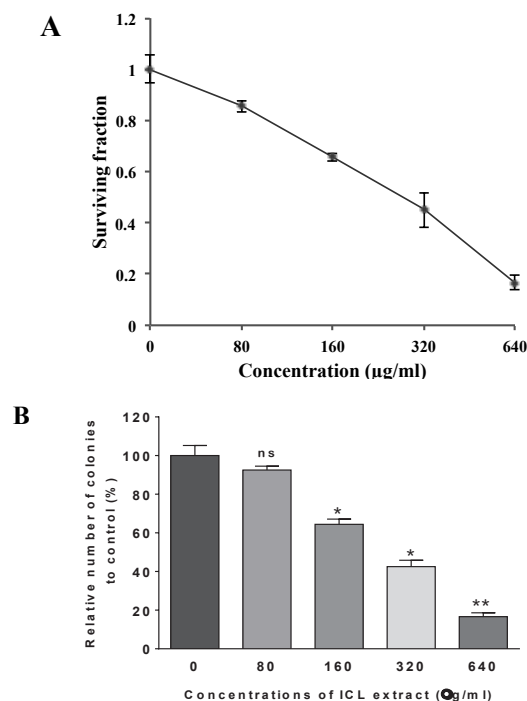 A
Surviving fraction
1.2
1
0.8
0.6
0.4
0.2
0
0 80 160 320 640
Concentration (µg/ml)
B
Relative number of colonies
to control (%)
120
100
80
60
40
20
0
ns
*
*
**
0 80 160 320 640
Concentrations of ICL extract ( g/ml)